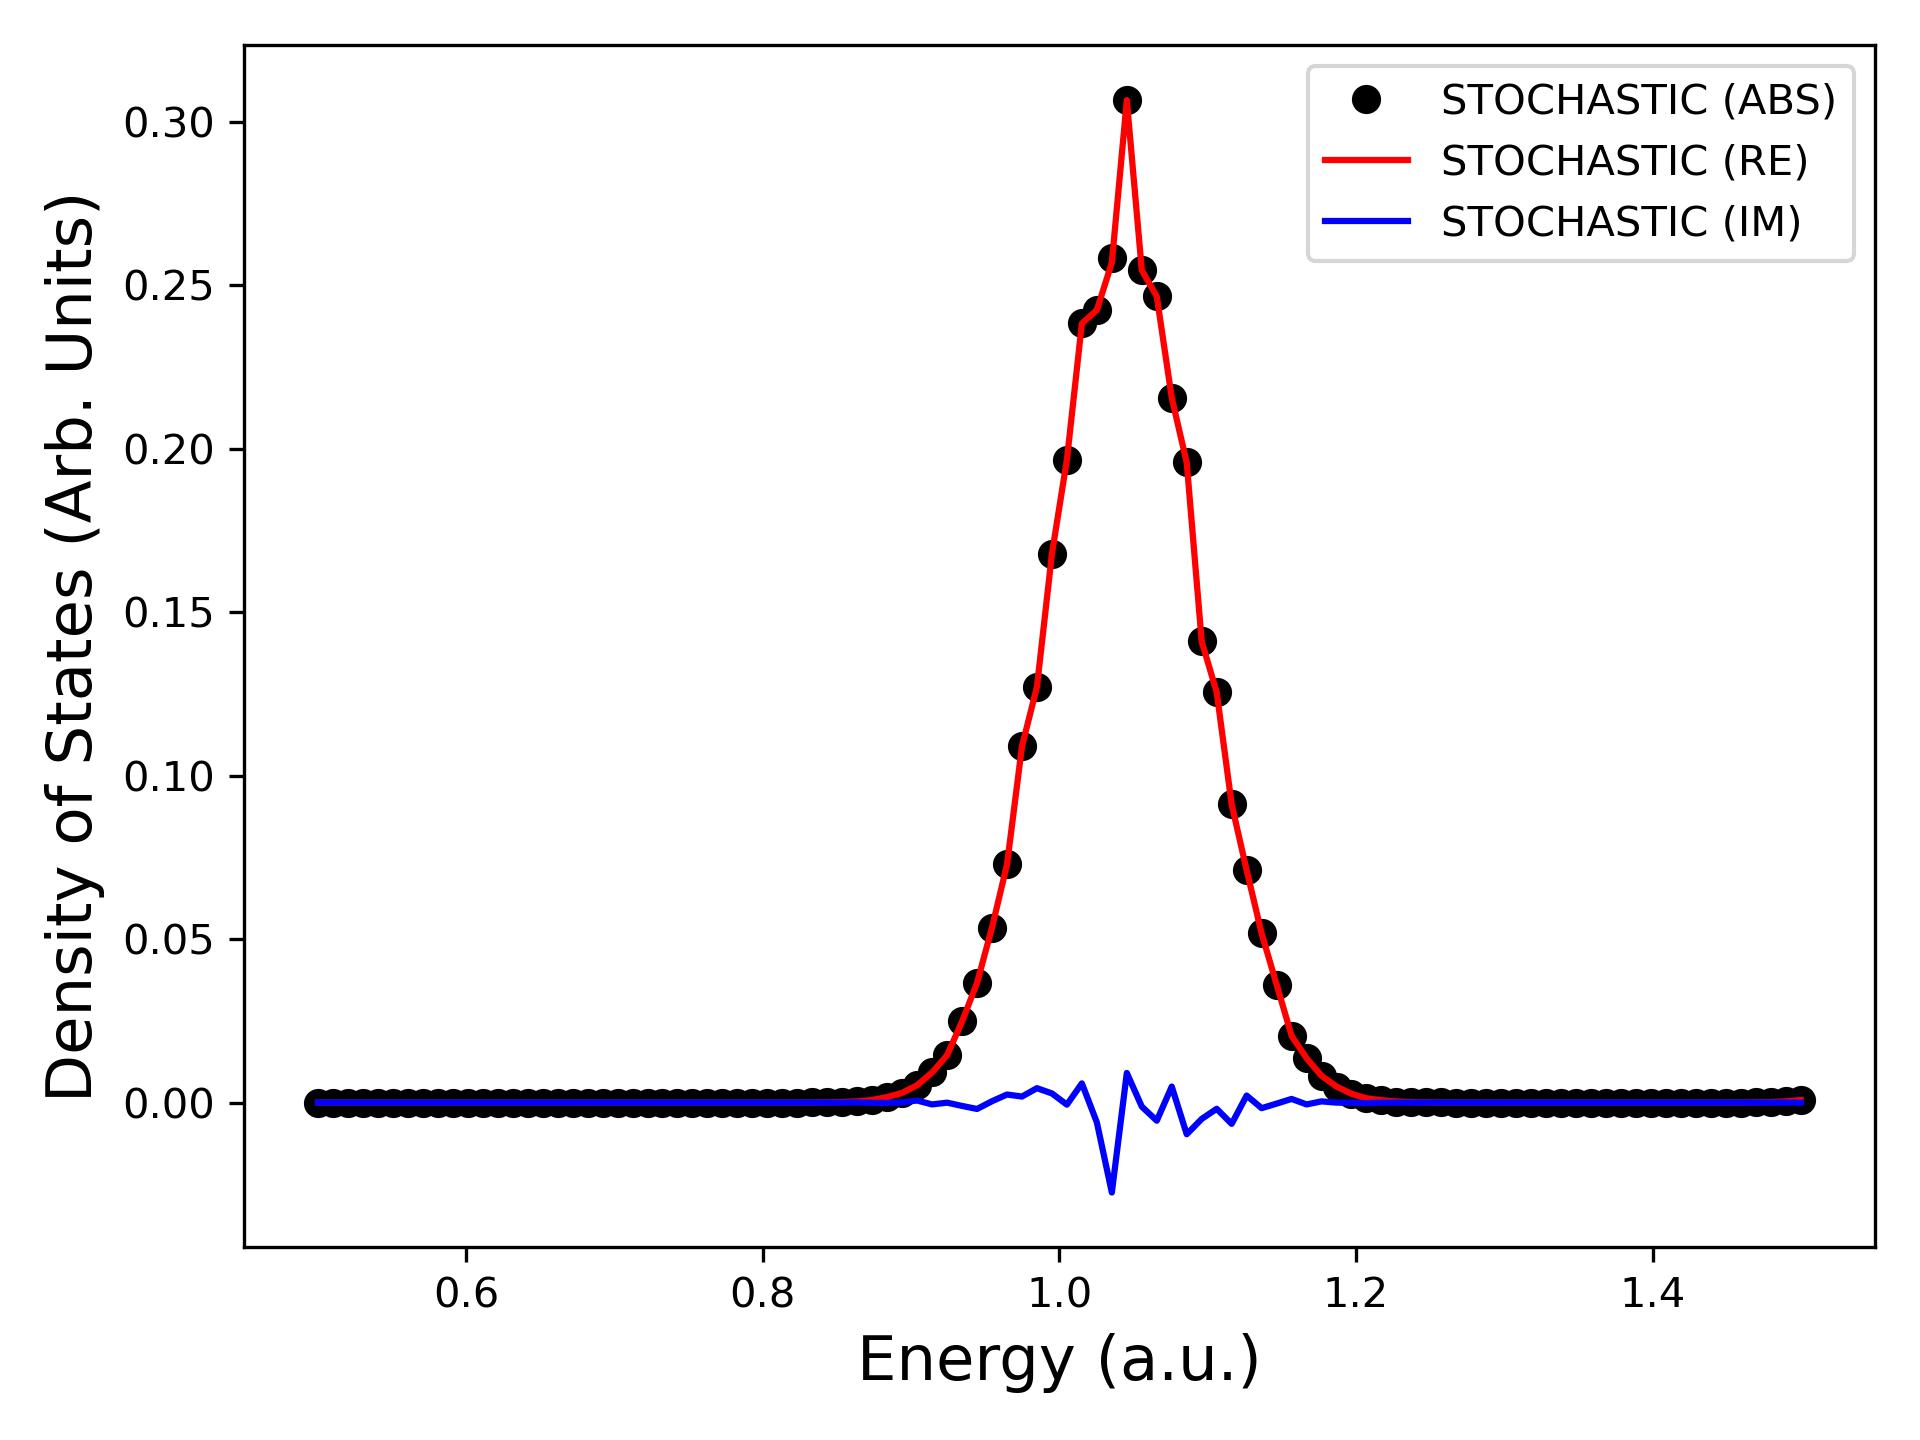 STOCHASTIC (ABS)
STOCHASTIC (RE)
STOCHASTIC (IM)
Density of States (Arb. Units)
0.30
0.25
0.20
0.15
0.10
0.05
0.00
0.6 0.8 1.0 1.2 1.4
Energy (a.u.)